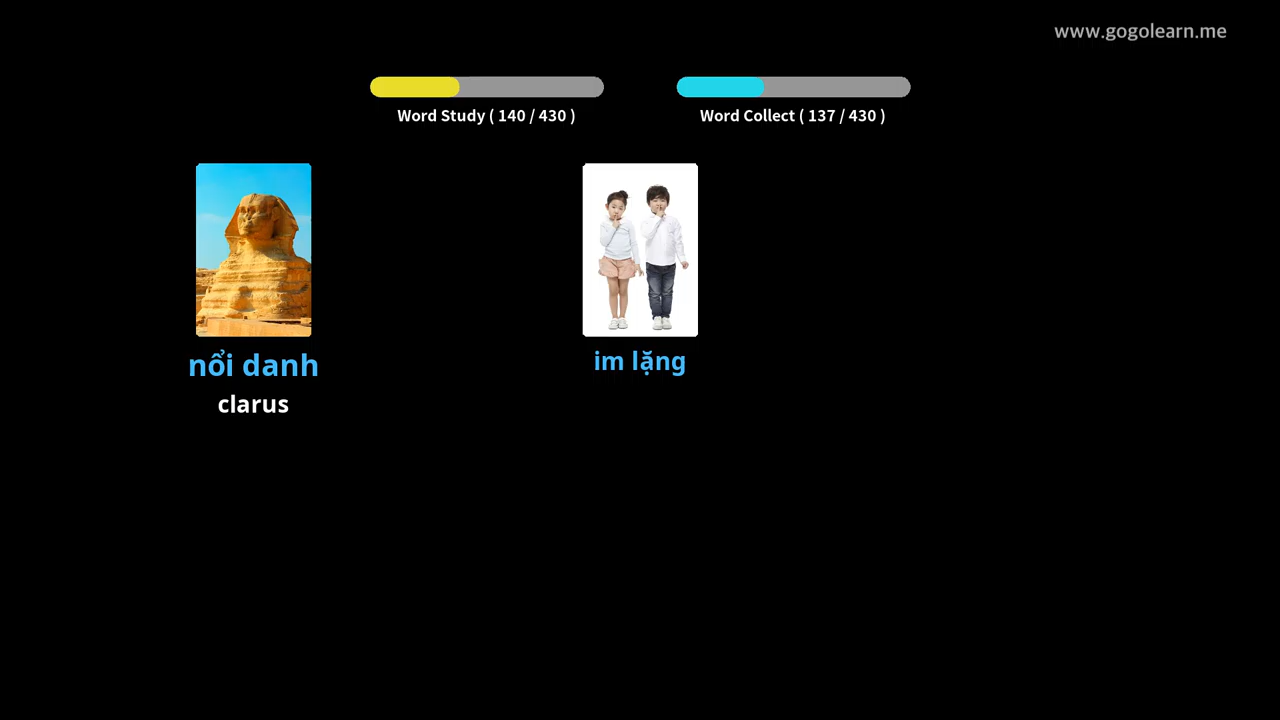 www.gogolearn.me
Word Study ( 140 / 430 )
Word Collect ( 137 / 430 )
nổi danh
clarus
im lặng